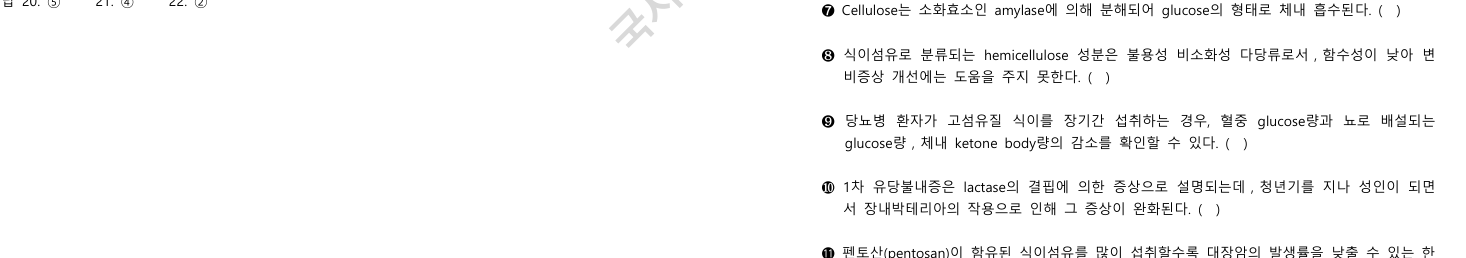 답 20. ⑤ 21. ④ 22. ②
국시
❼ Cellulose는 소화효소인 amylase에 의해 분해되어 glucose의 형태로 체내 흡수된다. ( )
❽ 식이섬유로 분류되는 hemicellulose 성분은 불용성 비소화성 다당류로서 , 함수성이 낮아 변
비증상 개선에는 도움을 주지 못한다. ( )
❾ 당뇨병 환자가 고섬유질 식이를 장기간 섭취하는 경우, 혈중 glucose량과 뇨로 배설되는
glucose량 , 체내 ketone body량의 감소를 확인할 수 있다. ( )
❿ 1차 유당불내증은 lactase의 결핍에 의한 증상으로 설명되는데 , 청년기를 지나 성인이 되면
서 장내박테리아의 작용으로 인해 그 증상이 완화된다. ( )
⓫ 펜토산(pentosan)이 함유된 식이섬유를 많이 섭취할수록 대장암의 발생률을 낮출 수 있는 한